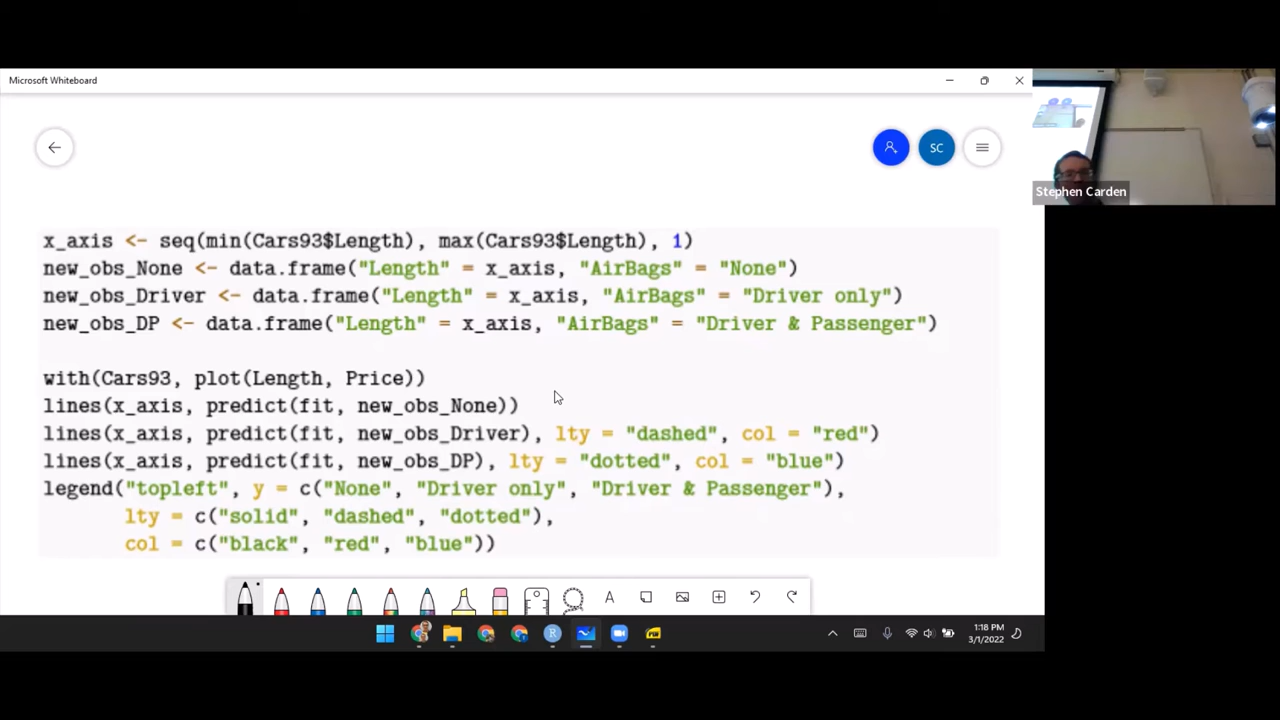 Microsoft Whiteboard
SC
Stephen Carden
x_axis <- seq(min(Cars93$Length), max(Cars93$Length), 1)
new_obs_None <- data.frame("Length" = x_axis, "AirBags" = "None")
new_obs_Driver <- data.frame("Length" = x_axis, "AirBags" = "Driver only")
new_obs_DP <- data.frame("Length" = x_axis, "AirBags" = "Driver & Passenger")
with(Cars93, plot(Length, Price))
lines(x_axis, predict(fit, new_obs_None))
lines(x_axis, predict(fit, new_obs_Driver), lty = "dashed", col = "red")
lines(x_axis, predict(fit, new_obs_DP), lty = "dotted", col = "blue")
legend("topleft", y = c("None", "Driver only", "Driver & Passenger"),
lty = c("solid", "dashed", "dotted"),
col = c("black", "red", "blue"))
A
1:18 PM
3/1/2022